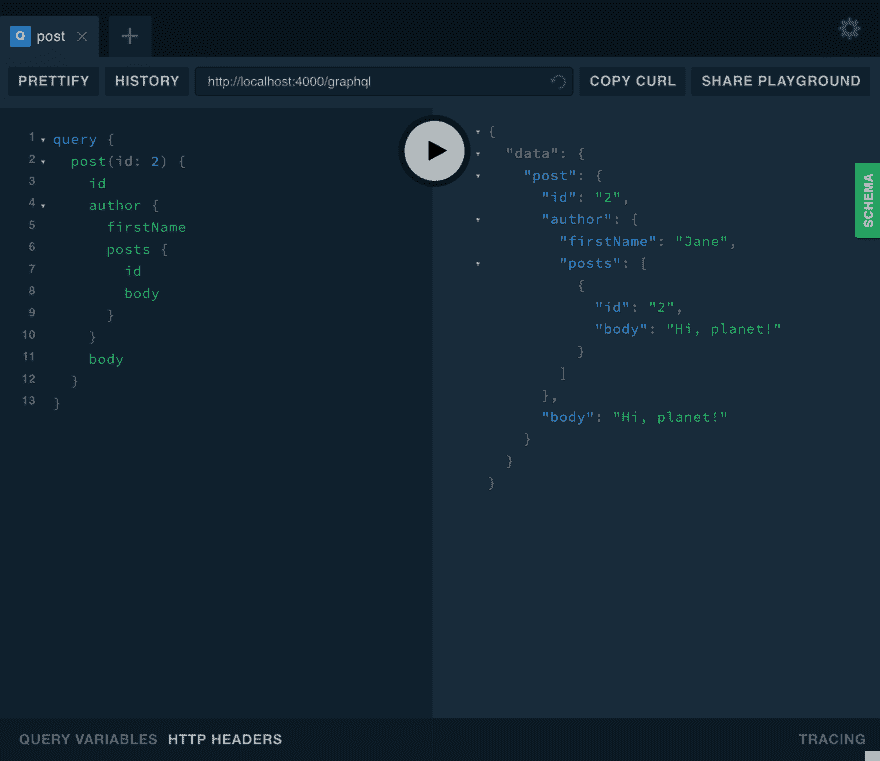 Q post
PRETTIFY HISTORY http://localhost:4000/graphql COPY CURL SHARE PLAYGROUND
1 query {
2 post(id: 2) {
3 id
4 author {
5 firstName
6 posts {
7 id
8 body
9 }
10 }
11 body
12 }
13 }
{
"data": {
"post": {
"id": "2",
"author": {
"firstName": "Jane",
"posts": [
{
"id": "2",
"body": "Hi, planet!"
}
]
},
"body": "Hi, planet!"
}
}
}
SCHEMA
QUERY VARIABLES HTTP HEADERS TRACING